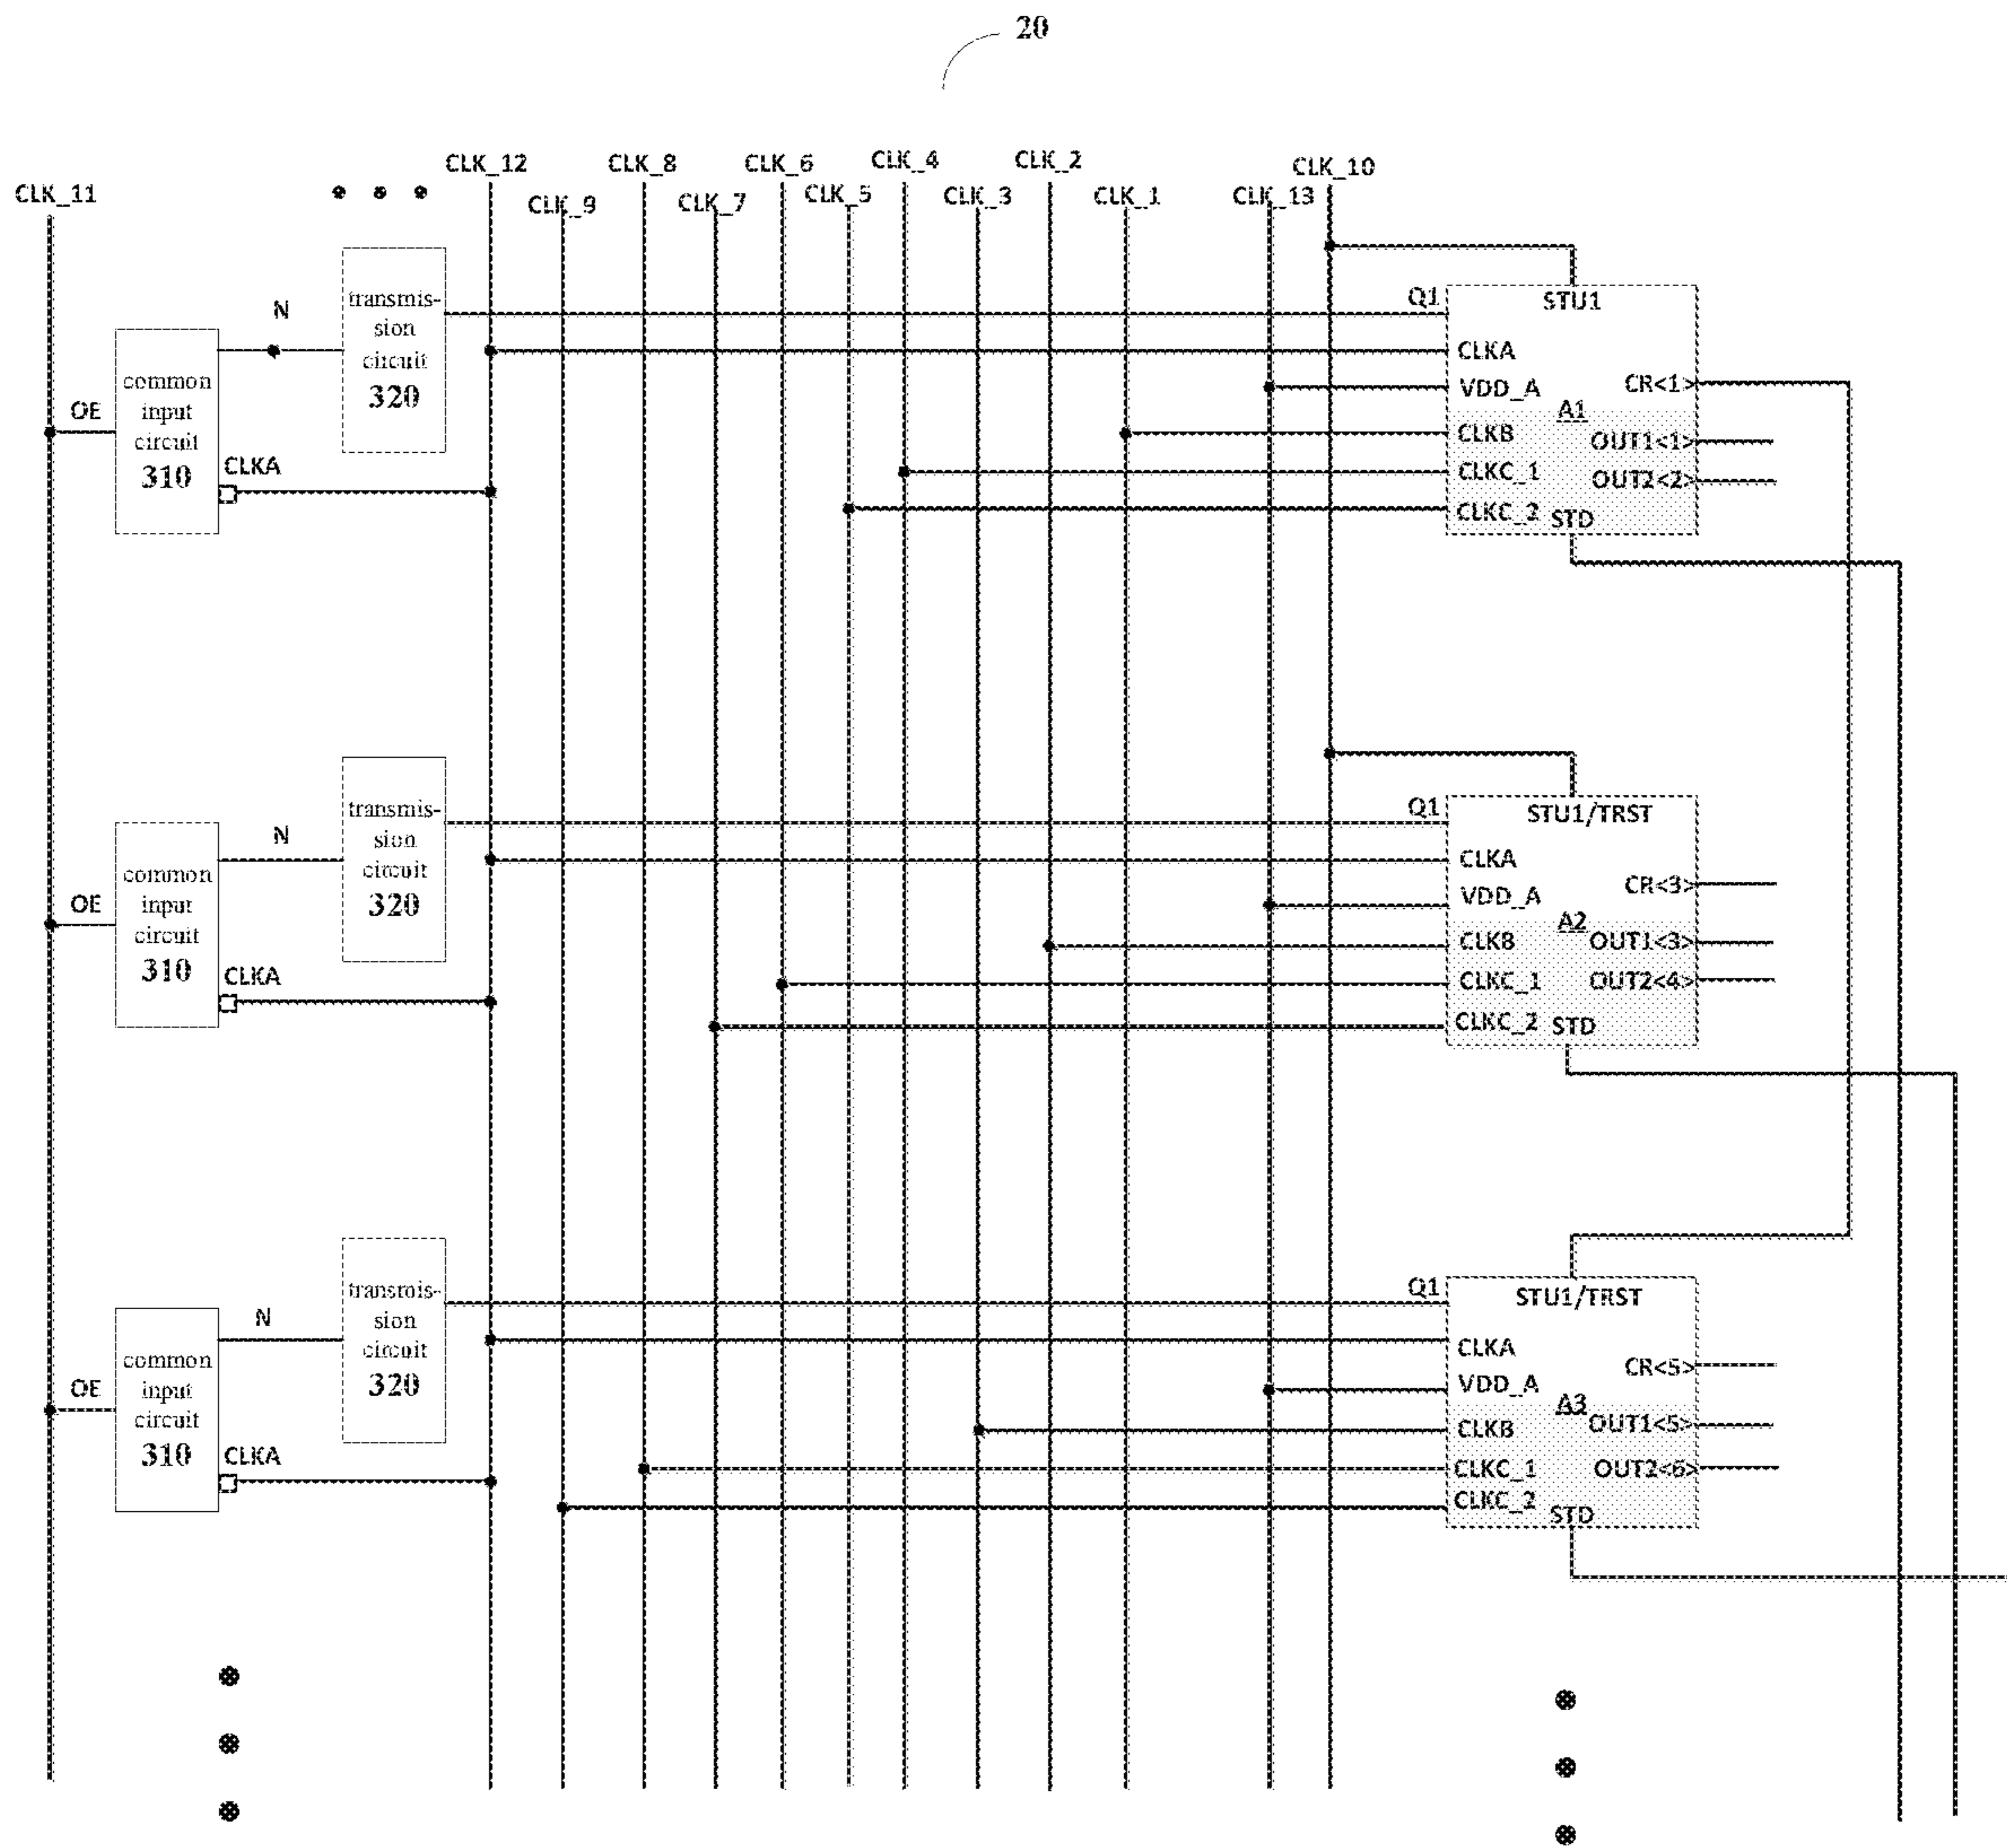 20
CLK_11
CLK_12
CLK_9
CLK_8
CLK_7
CLK_6
CLK_5
CLK_4
CLK_3
CLK_2
CLK_1
CLK_13
CLK_10
N
transmis-
sion
circuit
320
common
input
circuit
310
OE
CLKA
Q1
STU1
CLKA
VDD_A
CLKB
CLKC_1
CLKC_2
A1
CR<1>
OUT1<1>
OUT2<2>
STD
N
transmis-
sion
circuit
320
common
input
circuit
310
OE
CLKA
Q1
STU1/TRST
CLKA
VDD_A
CLKB
CLKC_1
CLKC_2
A2
CR<3>
OUT1<3>
OUT2<4>
STD
N
transmis-
sion
circuit
320
common
input
circuit
310
OE
CLKA
Q1
STU1/TRST
CLKA
VDD_A
CLKB
CLKC_1
CLKC_2
A3
CR<5>
OUT1<5>
OUT2<6>
STD